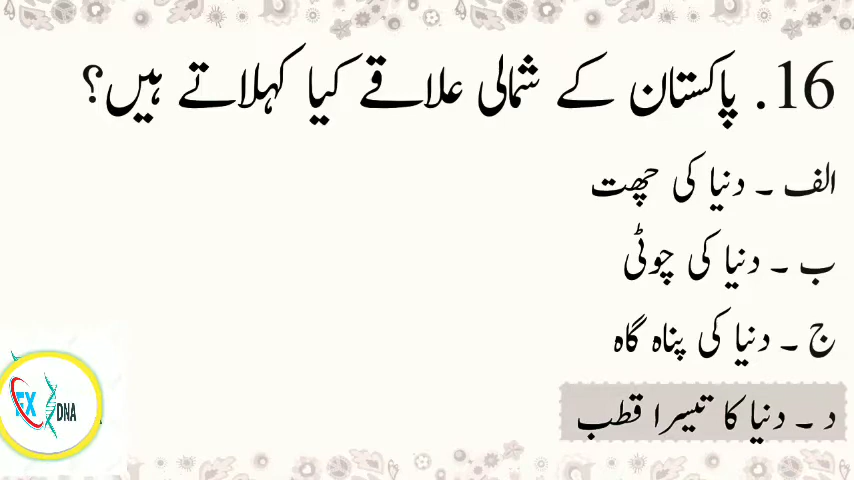 16. پاکستان کے شمالی علاقے کیا کہلاتے ہیں؟
الف ۔ دنیا کی چھت
ب ۔ دنیا کی چوٹی
ج ۔ دنیا کی پناہ گاہ
د ۔ دنیا کا تیسرا قطب
EX DNA